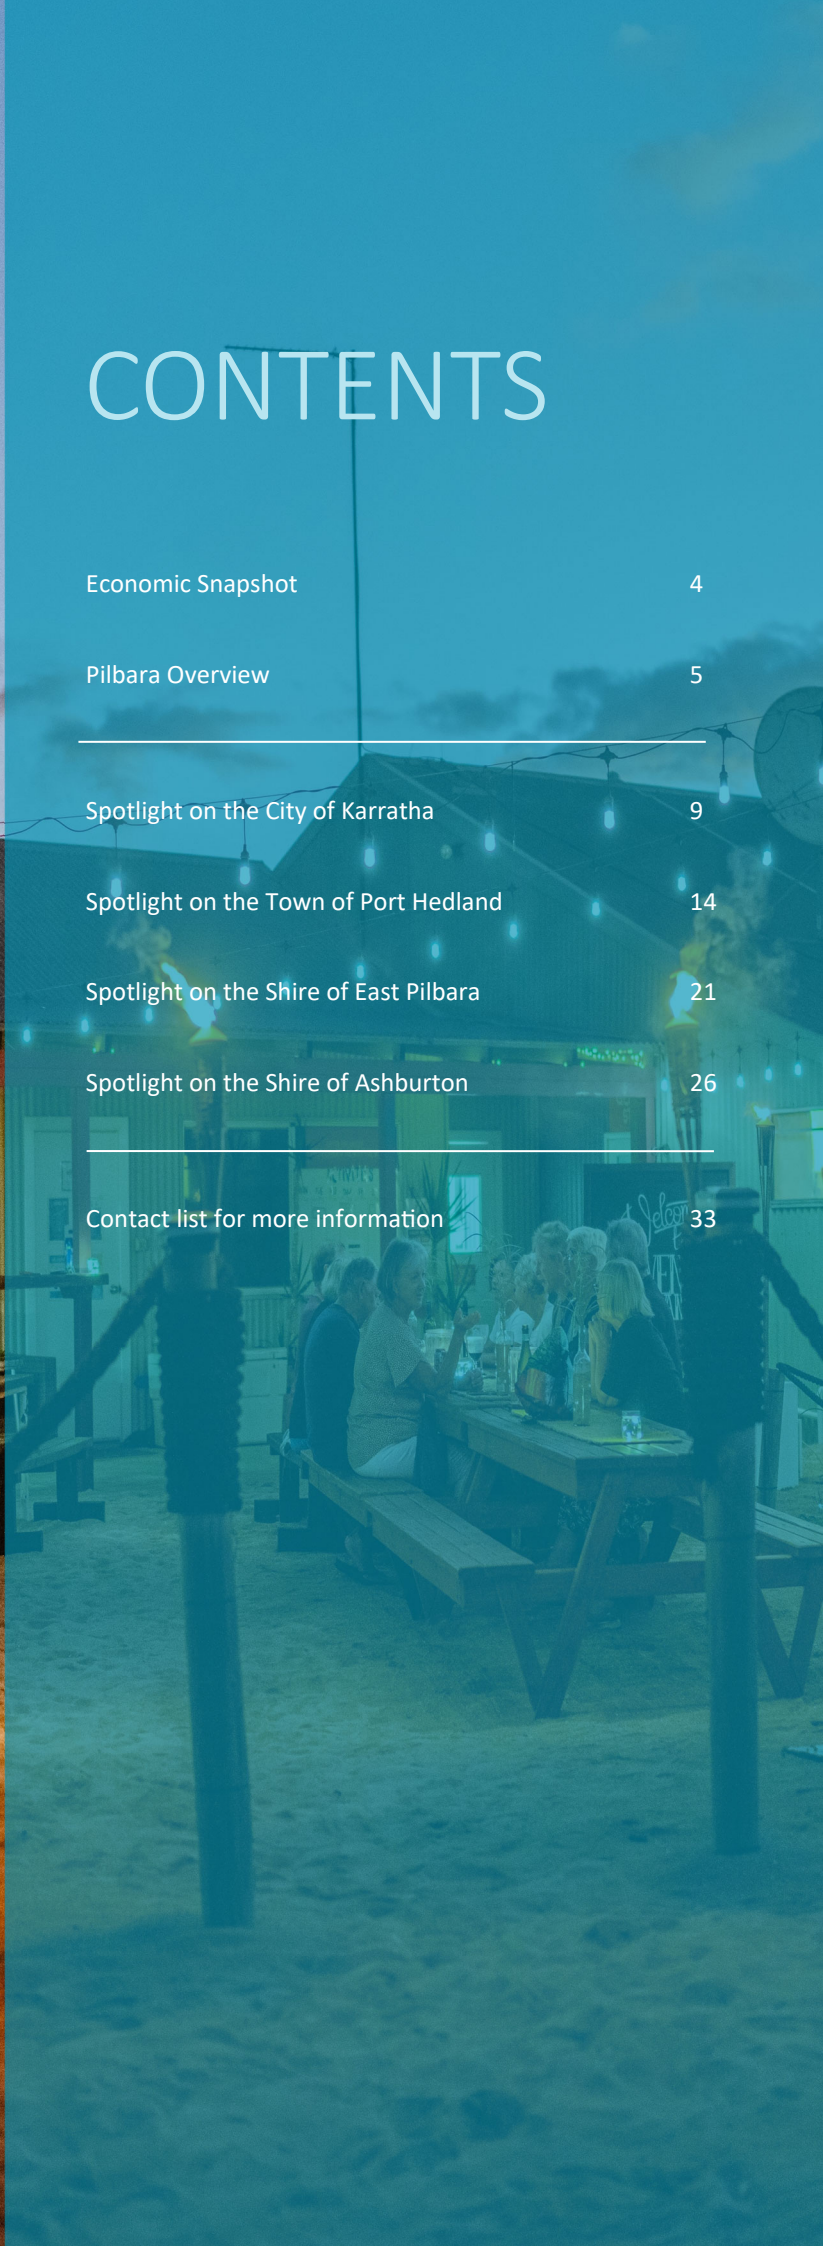 CONTENTS
Economic Snapshot 4
Pilbara Overview 5
Spotlight on the City of Karratha 9
Spotlight on the Town of Port Hedland 14
Spotlight on the Shire of East Pilbara 21
Spotlight on the Shire of Ashburton 26
Contact list for more information 33